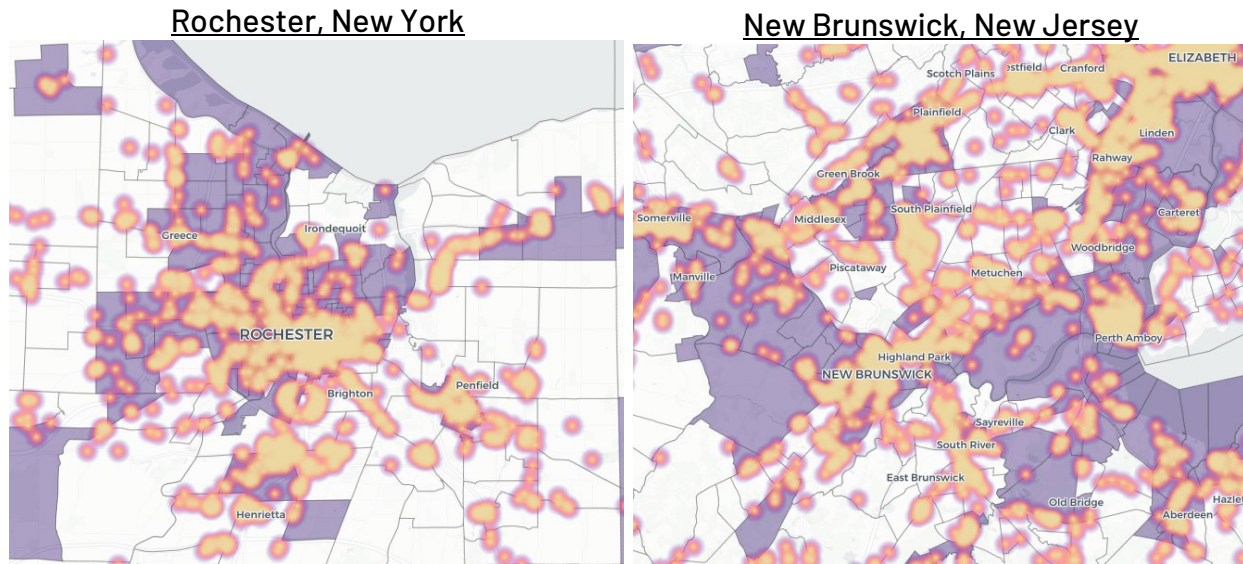 Rochester, New York
New Brunswick, New Jersey
Greece
Irondequoit
ROCHESTER
Brighton
Penfield
Henrietta
ELIZABETH
estfield
Cranford
Scotch Plains
Plainfield
Clark
Linden
Rahway
Green Brook
Somerville
Middlesex
South Plainfield
Carteret
Woodbridge
Piscataway
Metuchen
Manville
Perth Amboy
Highland Park
NEW BRUNSWICK
Sayreville
South River
East Brunswick
Old Bridge
Hazlet
Aberdeen